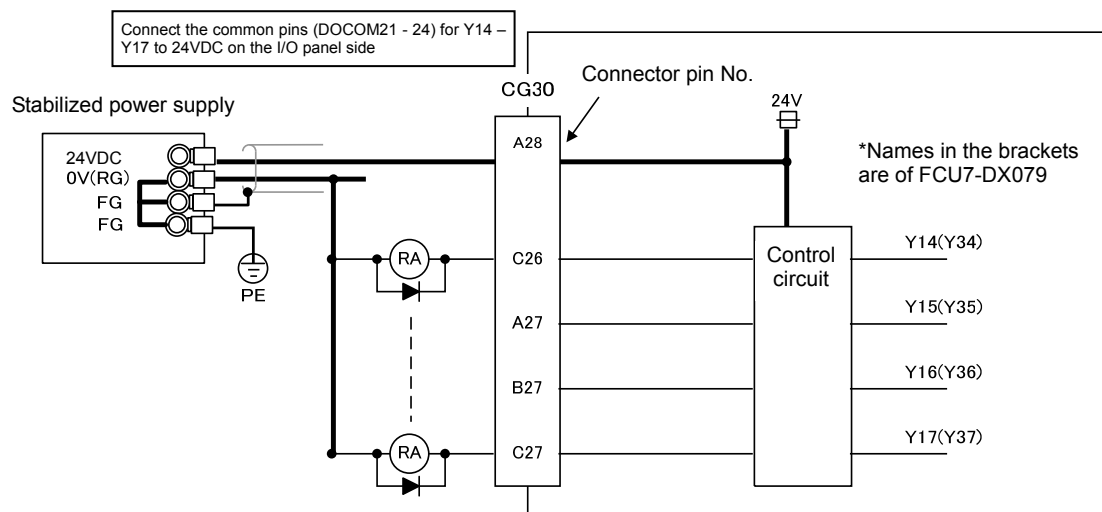 Connect the common pins (DOCOM21 - 24) for Y14 –
Y17 to 24VDC on the I/O panel side
Connector pin No.
CG30
Stabilized power supply
24V
A28
*Names in the brackets
are of FCU7-DX079
24VDC
0V(RG)
FG
FG
PE
RA
C26
Control
circuit
Y14(Y34)
A27
Y15(Y35)
B27
Y16(Y36)
RA
C27
Y17(Y37)